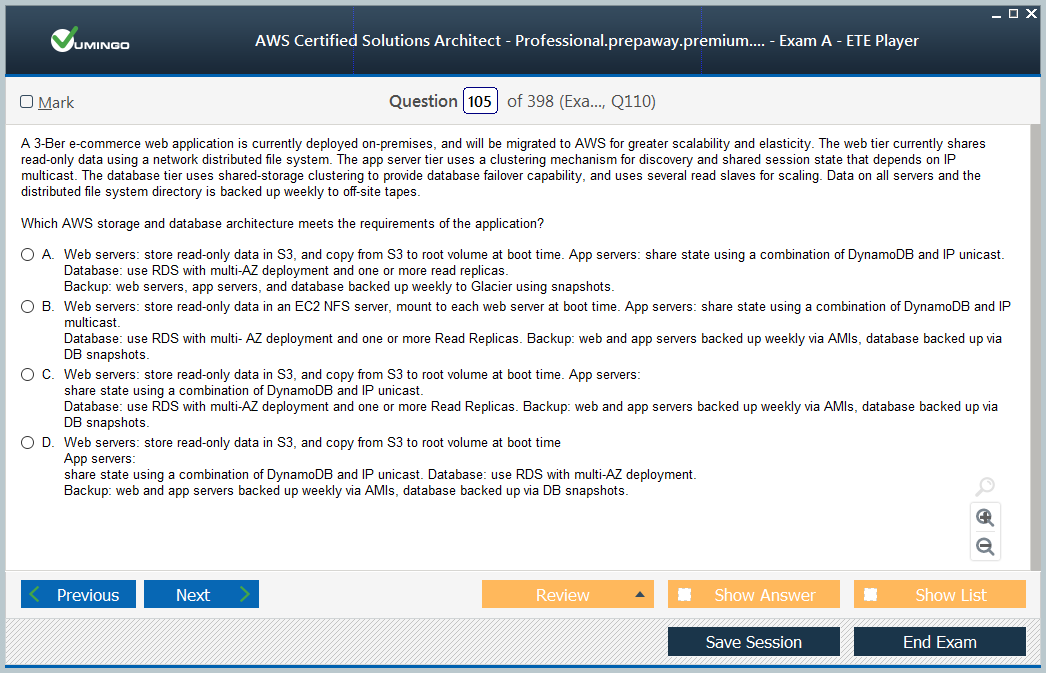 VUMINGO
AWS Certified Solutions Architect - Professional.prepaway.premium.... - Exam A - ETE Player
Mark
Question 105 of 398 (Exa..., Q110)
A 3-Ber e-commerce web application is currently deployed on-premises, and will be migrated to AWS for greater scalability and elasticity. The web tier currently shares
read-only data using a network distributed file system. The app server tier uses a clustering mechanism for discovery and shared session state that depends on IP
multicast. The database tier uses shared-storage clustering to provide database failover capability, and uses several read slaves for scaling. Data on all servers and the
distributed file system directory is backed up weekly to off-site tapes.
Which AWS storage and database architecture meets the requirements of the application?
A. Web servers: store read-only data in S3, and copy from S3 to root volume at boot time. App servers: share state using a combination of DynamoDB and IP unicast.
Database: use RDS with multi-AZ deployment and one or more read replicas.
Backup: web servers, app servers, and database backed up weekly to Glacier using snapshots.
B. Web servers: store read-only data in an EC2 NFS server, mount to each web server at boot time. App servers: share state using a combination of DynamoDB and IP
multicast.
Database: use RDS with multi- AZ deployment and one or more Read Replicas. Backup: web and app servers backed up weekly via AMIs, database backed up via
DB snapshots.
C. Web servers: store read-only data in S3, and copy from S3 to root volume at boot time. App servers:
share state using a combination of DynamoDB and IP unicast.
Database: use RDS with multi-AZ deployment and one or more Read Replicas. Backup: web and app servers backed up weekly via AMIs, database backed up via
DB snapshots.
D. Web servers: store read-only data in S3, and copy from S3 to root volume at boot time
App servers:
share state using a combination of DynamoDB and IP unicast. Database: use RDS with multi-AZ deployment.
Backup: web and app servers backed up weekly via AMIs, database backed up via DB snapshots.
Previous Next Review Show Answer Show List
Save Session End Exam